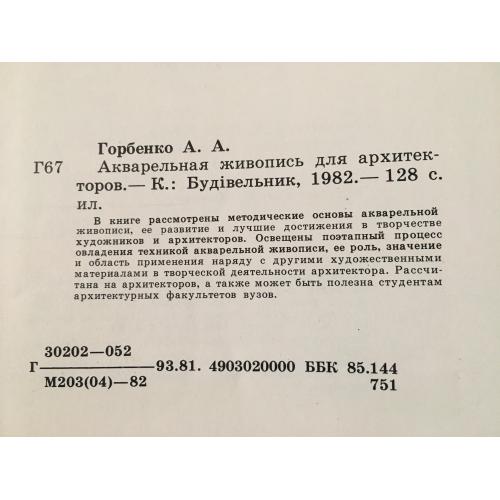 Горбенко А. А.
Г67 Акварельная живопись для архитек-
торов.— К.: Будівельник, 1982.— 128 с.
ил.
В книге рассмотрены методические основы акварельной
живописи, ее развитие и лучшие достижения в творчестве
художников и архитекторов. Освещены поэтапный процесс
овладения техникой акварельной живописи, ее роль, значение
и область применения наряду с другими художественными
материалами в творческой деятельности архитектора. Рассчи-
тана на архитекторов, а также может быть полезна студентам
архитектурных факультетов вузов.
30202—052
Г————93.81. 4903020000 ББК 85.144
М203(04)—82 751